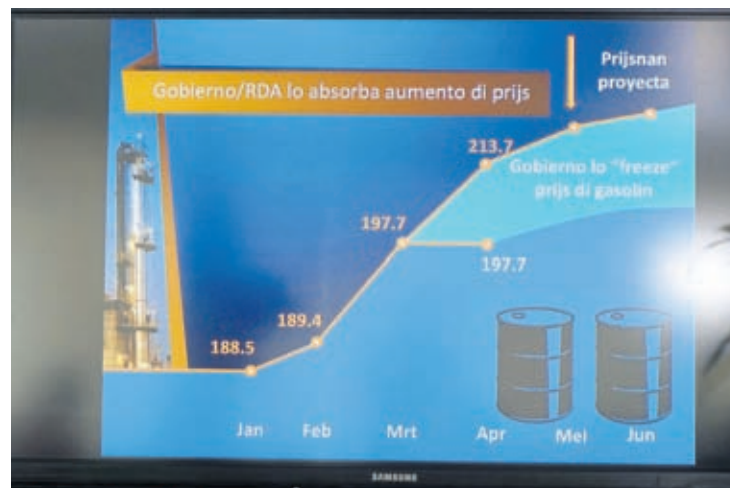 Prijsnan
proyecta
Gobierno/RDA lo absorba aumento di prijs
213.7
Gobierno lo "freeze"
prijs di gasolin
197.7
197.7
189.4
188.5
Jan Feb Mrt Apr Mei Jun
SAMSUNG